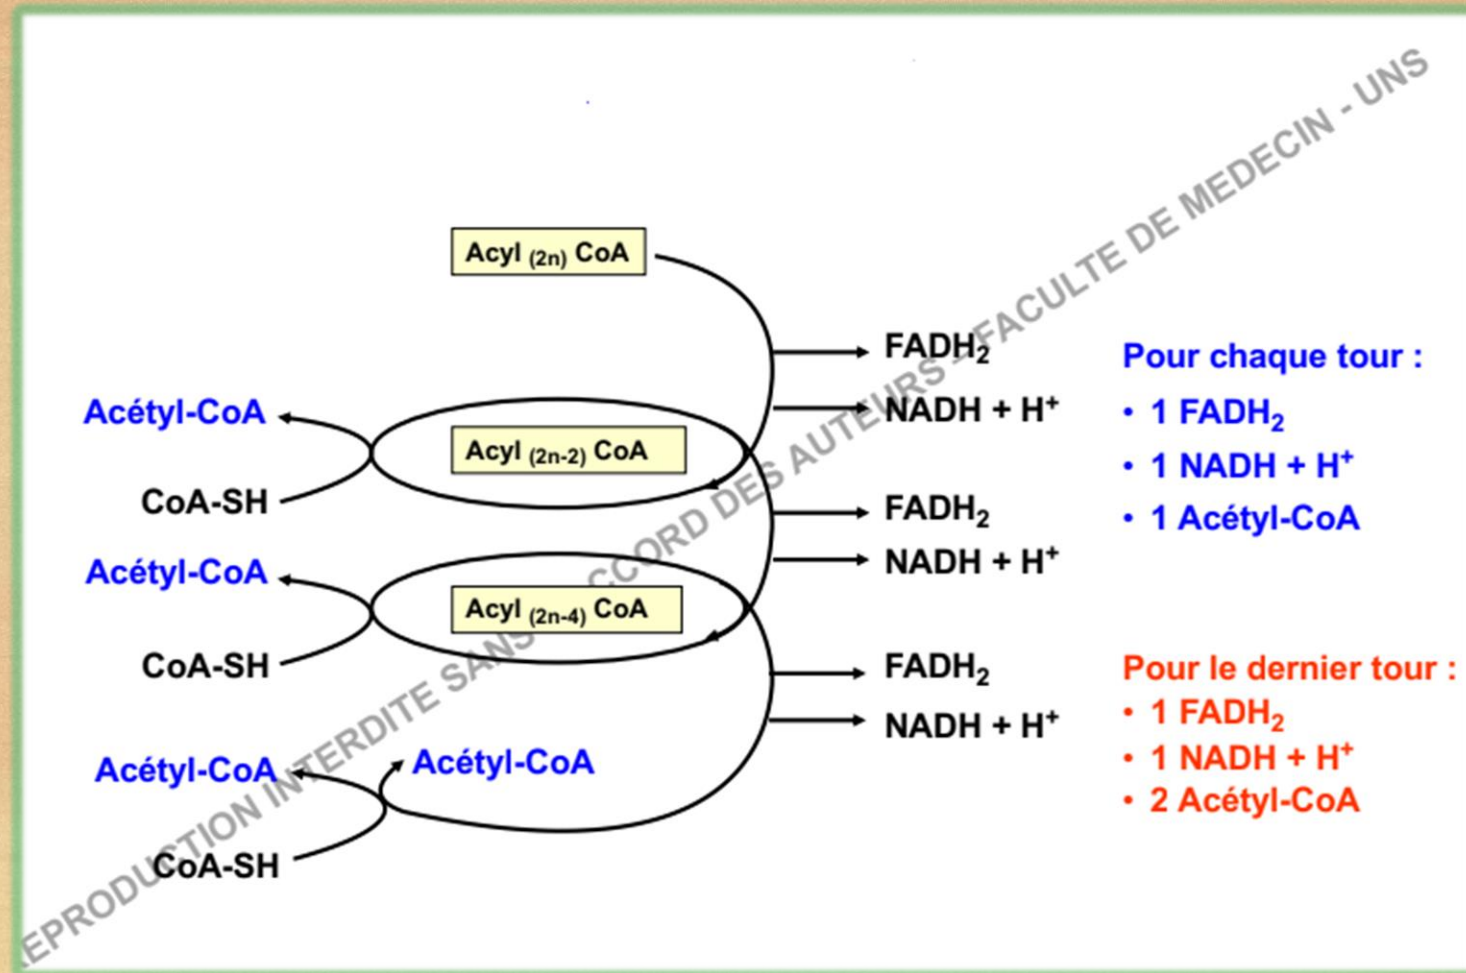 Acyl (2n) CoA
FADH2
NADH + H+
Acétyl-CoA
Acyl (2n-2) CoA
CoA-SH
FADH2
NADH + H+
Acétyl-CoA
Acyl (2n-4) CoA
CoA-SH
FADH2
NADH + H+
Acétyl-CoA
Acétyl-CoA
CoA-SH
Pour chaque tour :
• 1 FADH2
• 1 NADH + H+
• 1 Acétyl-CoA
Pour le dernier tour :
• 1 FADH2
• 1 NADH + H+
• 2 Acétyl-CoA
EPRODUCTION INTERDITE SANS CCORD DES AUTEURS - FACULTE DE MEDECIN - UNS